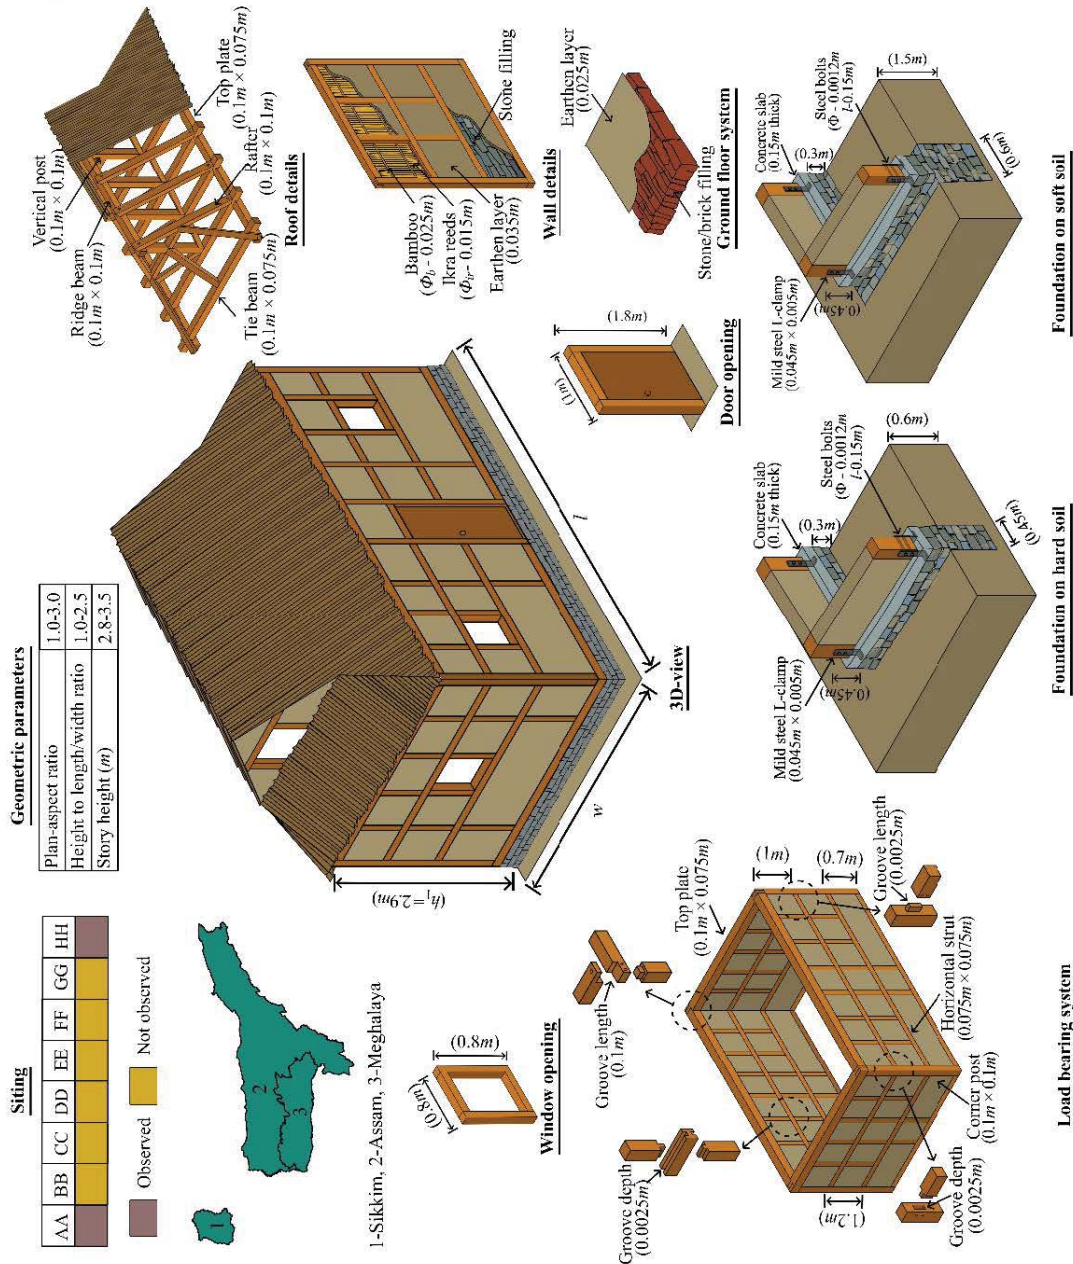 Siting
AA BB CC DD EE FF GG HH
Observed
Not observed
1
2
3
1-Sikkim, 2-Assam, 3-Meghalaya
Geometric parameters
Plan-aspect ratio 1.0-3.0
Height to length/width ratio 1.0-2.5
Story height (m) 2.8-3.5
(h₁=2.9m)
w
l
3D-view
Vertical post
(0.1m × 0.1m)
Ridge beam
(0.1m × 0.1m)
Top plate
(0.1m × 0.075m)
Rafter
(0.1m × 0.1m)
Tie beam
(0.1m × 0.075m)
Roof details
Bamboo
(Φb - 0.025m)
Ikra reeds
(Φir- 0.015m)
Earthen layer
(0.035m)
Stone filling
Wall details
Earthen layer
(0.025m)
Stone/brick filling
Ground floor system
(0.8m)
(0.8m)
Window opening
(1m)
(1.8m)
Door opening
Groove length
(0.1m)
Groove depth
(0.0025m)
Top plate
(0.1m × 0.075m)
(1m)
(0.7m)
(1.2m)
Groove length
(0.0025m)
Horizontal strut
(0.075m × 0.075m)
Corner post
(0.1m × 0.1m)
Groove depth
(0.0025m)
Load bearing system
Mild steel L-clamp
(0.045m × 0.005m)
(0.45m)
Concrete slab
(0.15m thick)
(0.3m)
Steel bolts
(Φ - 0.0012m
l-0.15m)
(0.6m)
(0.45m)
Foundation on hard soil
Mild steel L-clamp
(0.045m × 0.005m)
(0.45m)
Concrete slab
(0.15m thick)
(0.3m)
Steel bolts
(Φ - 0.0012m
l-0.15m)
(1.5m)
(0.6m)
Foundation on soft soil